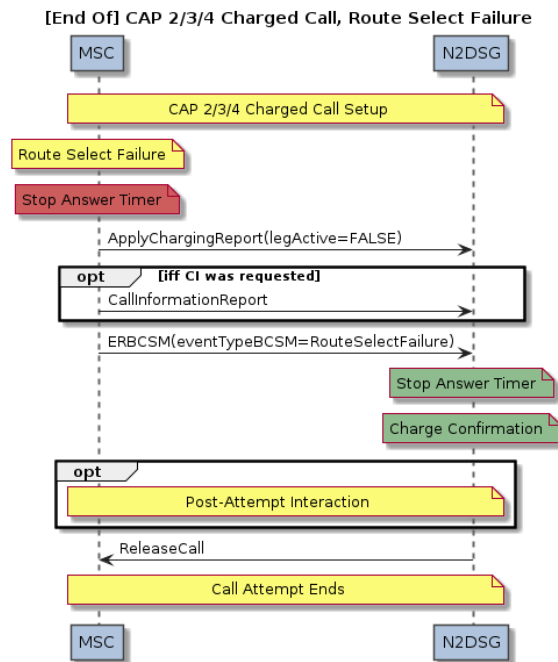 [End Of] CAP 2/3/4 Charged Call, Route Select Failure
MSC
N2DSG
CAP 2/3/4 Charged Call Setup
Route Select Failure
Stop Answer Timer
ApplyChargingReport(legActive=FALSE)
opt
[iff CI was requested]
CallInformationReport
ERBCSM(eventTypeBCSM=RouteSelectFailure)
Stop Answer Timer
Charge Confirmation
opt
Post-Attempt Interaction
ReleaseCall
Call Attempt Ends
MSC
N2DSG